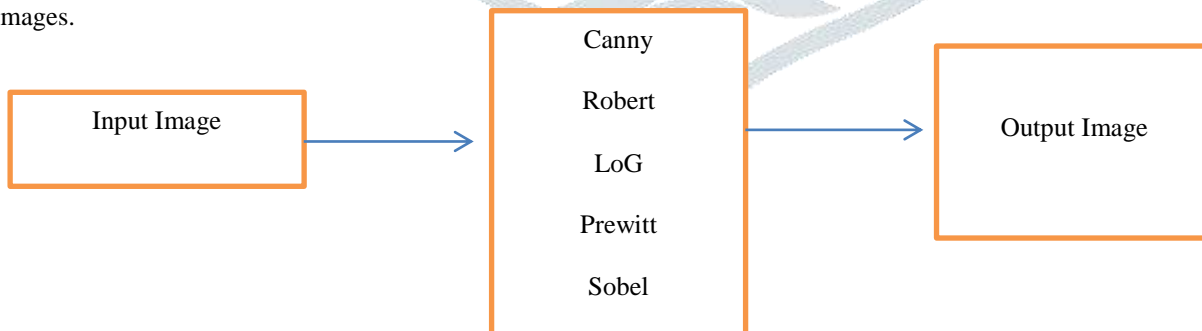 mages.
Input Image
Canny
Robert
LoG
Prewitt
Sobel
Output Image